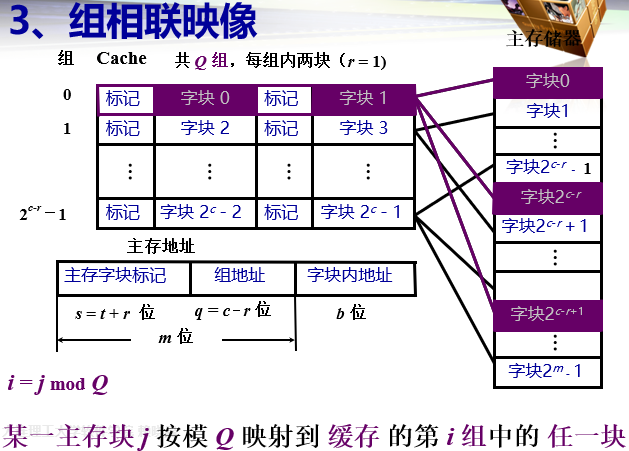 3、组相联映像
主存储器
组 Cache 共 Q 组，每组内两块（r = 1)
0 标记 字块 0 标记 字块 1
1 标记 字块 2 标记 字块 3
⋮ ⋮ ⋮ ⋮
2^c-r − 1 标记 字块 2^c - 2 标记 字块 2^c - 1
字块0
字块1
⋮
字块2^c-r - 1
字块2^c-r
字块2^c-r + 1
⋮
字块2^c-r+1
⋮
字块2^m - 1
主存地址
主存字块标记 组地址 字块内地址
s = t + r 位 q = c − r 位 b 位
m 位
i = j mod Q
某一主存块 j 按模 Q 映射到 缓存 的第 i 组中的 任一块